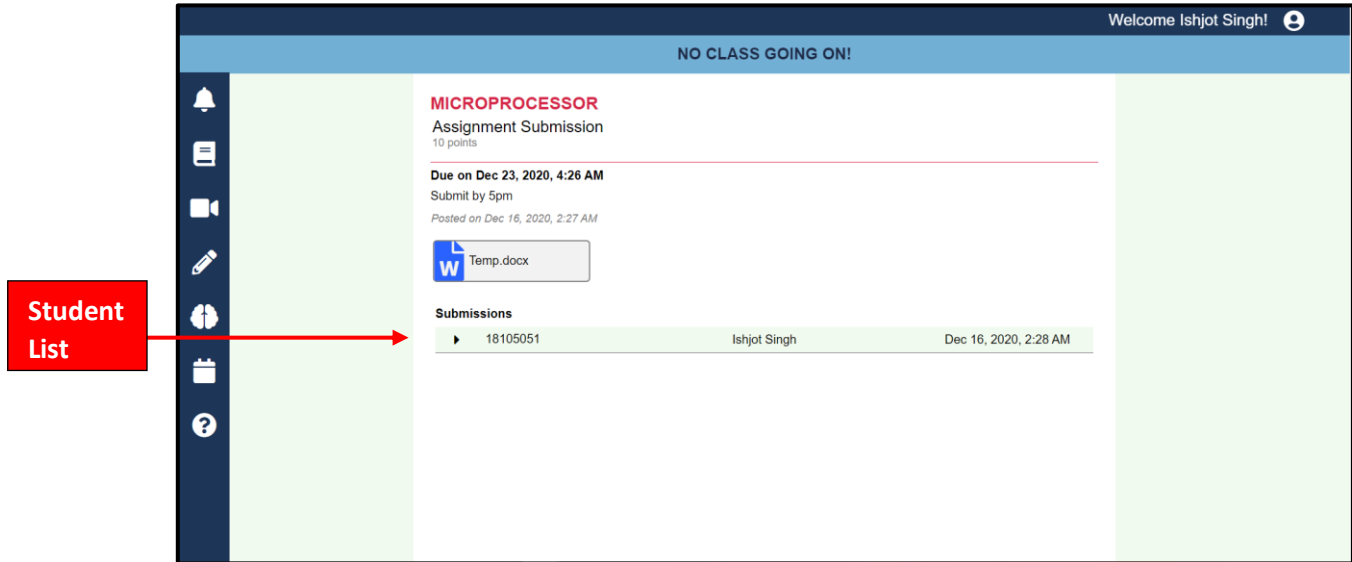 Welcome Ishjot Singh!
NO CLASS GOING ON!
MICROPROCESSOR
Assignment Submission
10 points
Due on Dec 23, 2020, 4:26 AM
Submit by 5pm
Posted on Dec 16, 2020, 2:27 AM
W Temp.docx
Submissions
18105051 Ishjot Singh Dec 16, 2020, 2:28 AM
Student
List